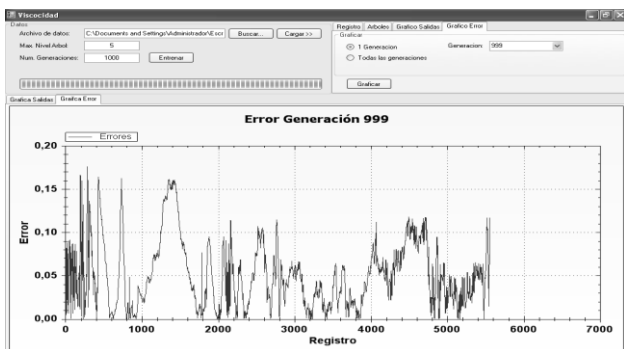 Viscocidad
Datos
Archivo de datos: C:\Documents and Settings\Administrador\Escr Buscar... Cargar >>
Max. Nivel Arbol: 5
Num. Generaciones: 1000 Entrenar
Registro Arboles Grafico Salidas Grafico Error
Graficar
1 Generacion Generacion: 999
Todas las generaciones
Graficar
Grafica Salidas Grafica Error
Error Generación 999
Errores
Error
0,20
0,15
0,10
0,05
0,00
0 1000 2000 3000 4000 5000 6000 7000
Registro